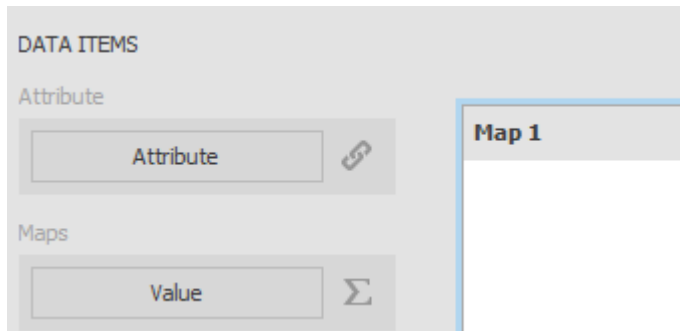 DATA ITEMS
Attribute
Attribute
Map 1
Maps
Value
Σ